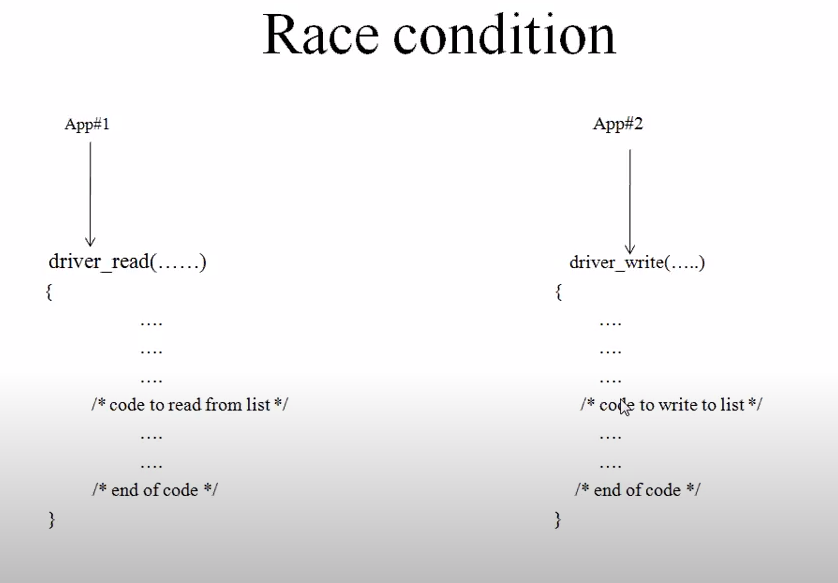 Race condition
App#1
driver_read(……)
{
….
….
….
/* code to read from list */
….
….
/* end of code */
}
App#2
driver_write(…..)
{
….
….
….
/* code to write to list */
….
….
/* end of code */
}